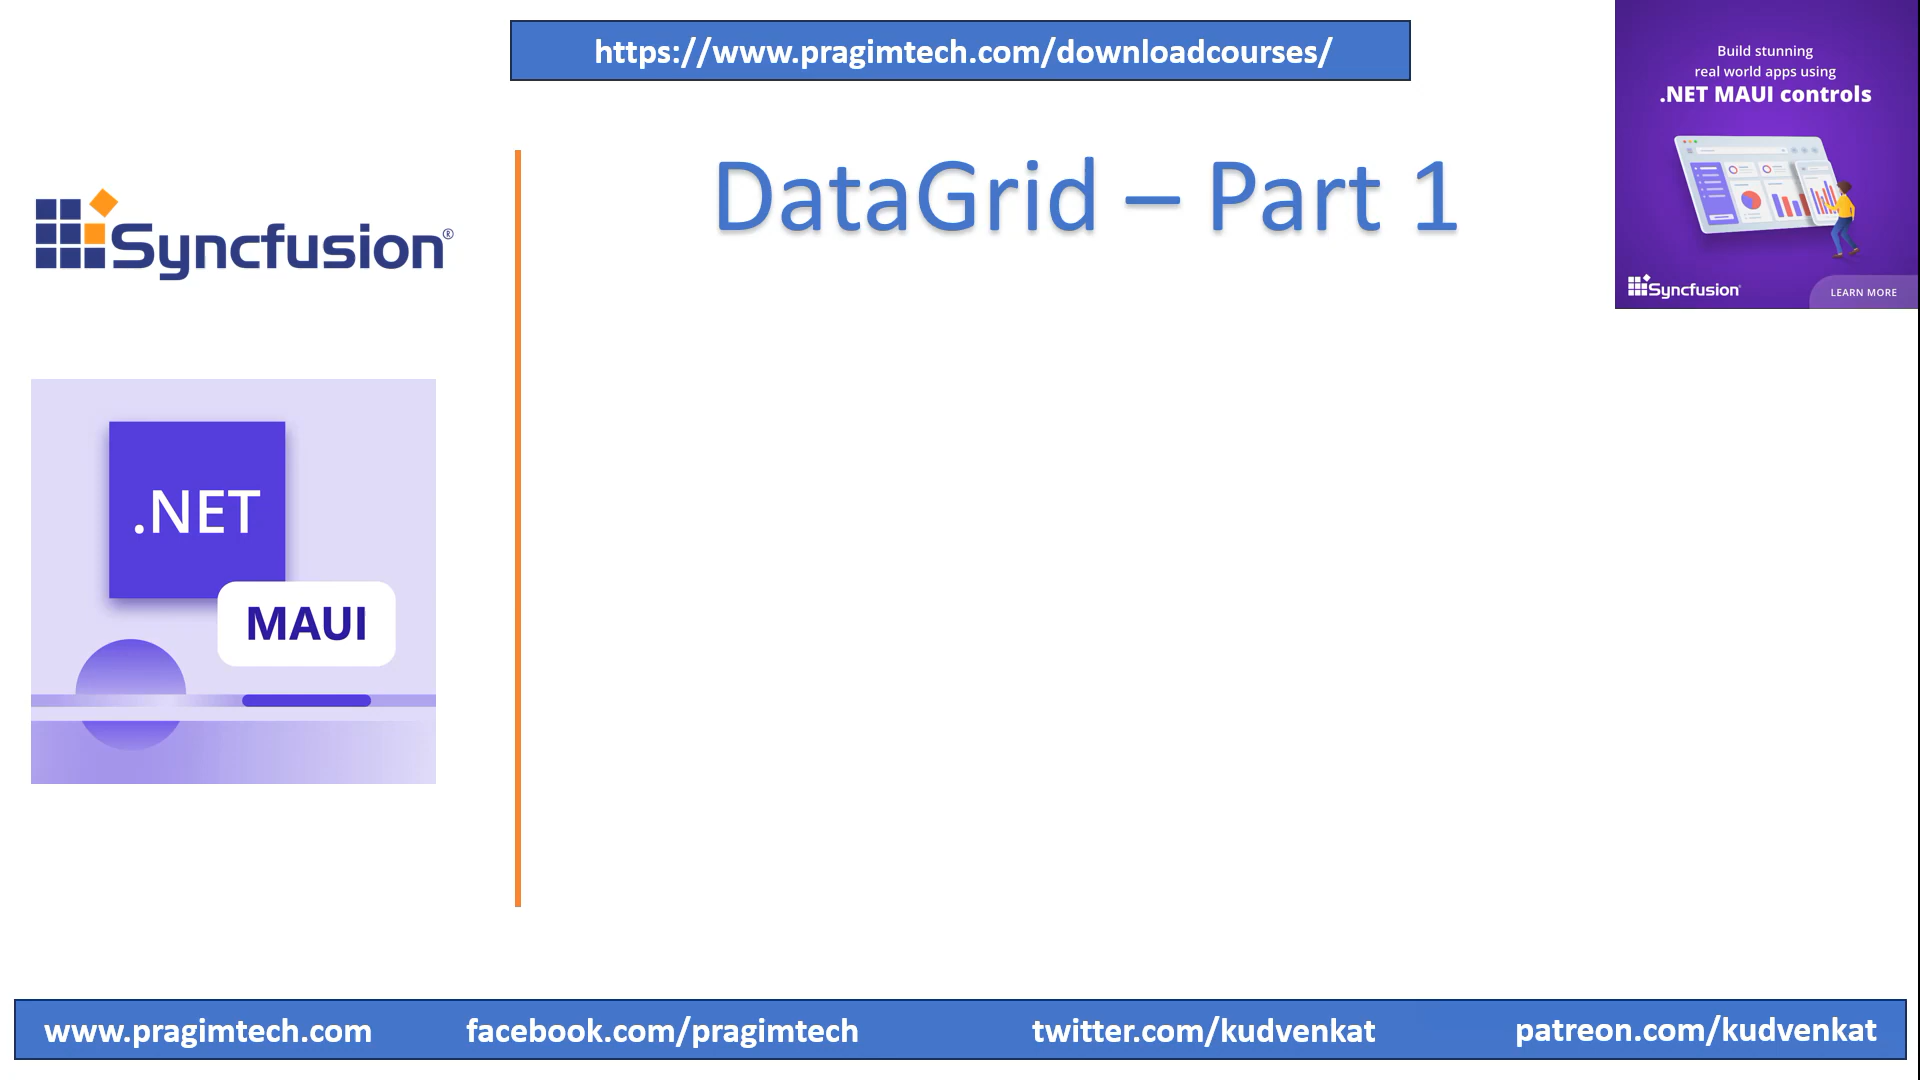 https://www.pragimtech.com/downloadcourses/
Build stunning
real world apps using
.NET MAUI controls
Syncfusion
LEARN MORE
DataGrid – Part 1
Syncfusion®
.NET
MAUI
www.pragimtech.com
facebook.com/pragimtech
twitter.com/kudvenkat
patreon.com/kudvenkat